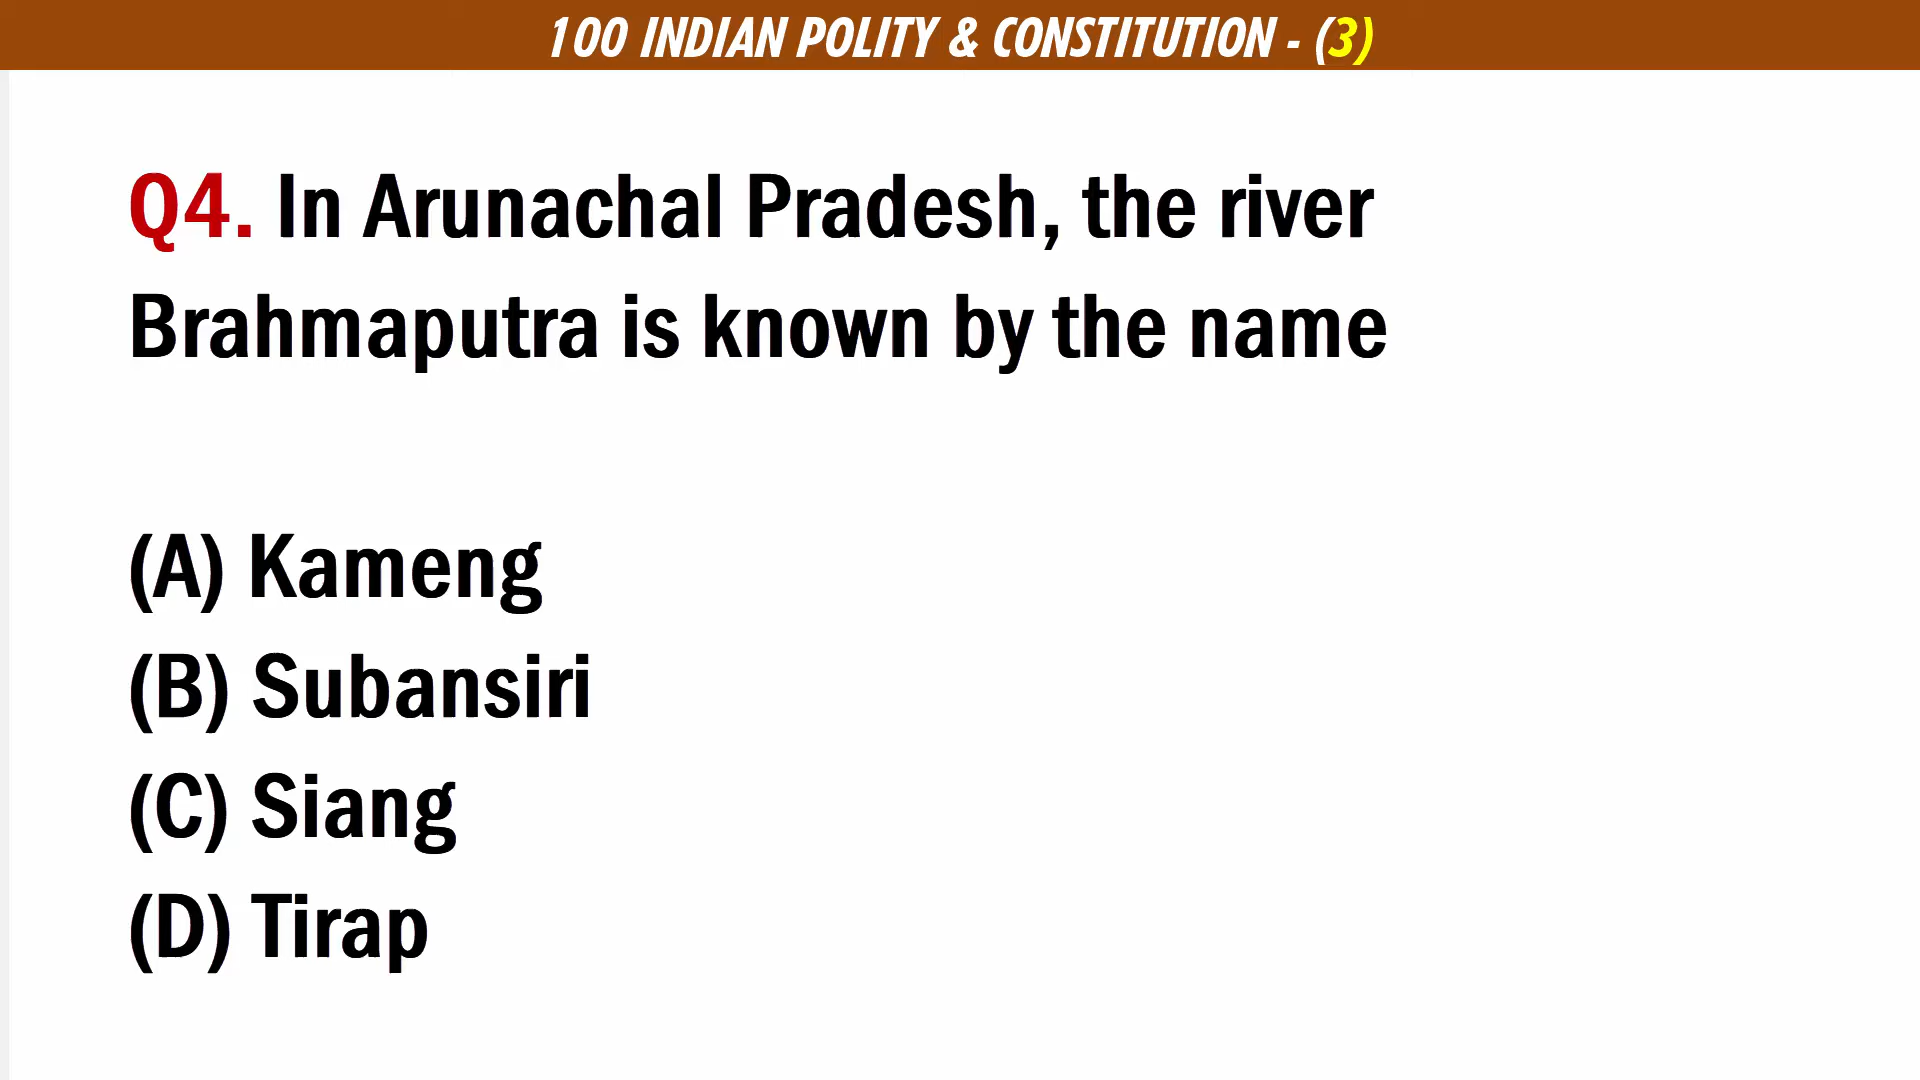 100 INDIAN POLITY & CONSTITUTION - (3)
Q4. In Arunachal Pradesh, the river
Brahmaputra is known by the name
(A) Kameng
(B) Subansiri
(C) Siang
(D) Tirap